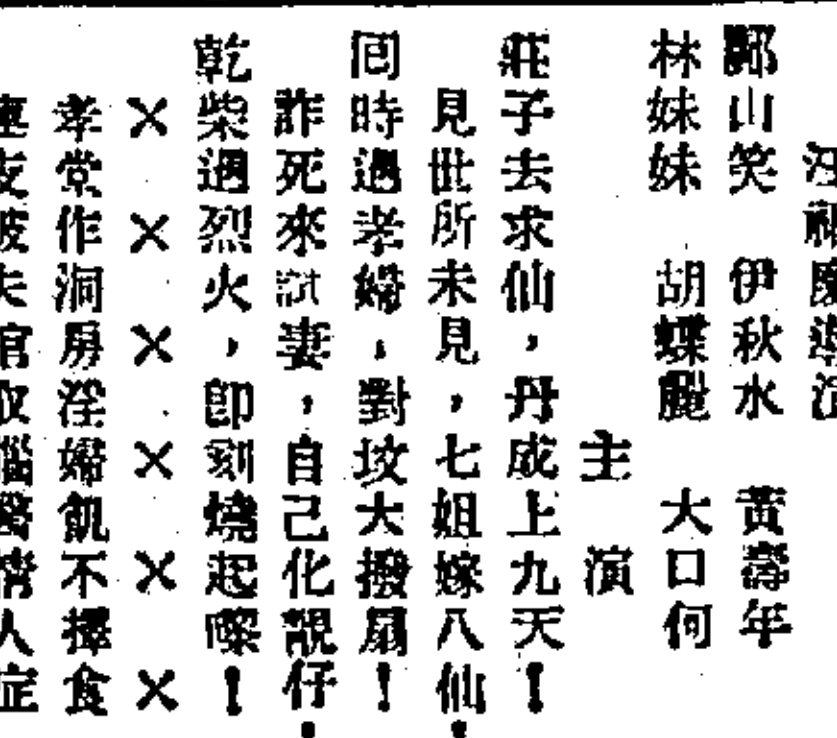 鄺山笑　伊秋水　黃壽年
林妹妹　胡蝶麗　大口何
主演
莊子去求仙，丹成上九天！
見世所未見，七姐嫁八仙！
同時遇孝婦，對坟大撥扇！
詐死來試妻，自己化靚仔！
乾柴遇烈火，即刻燒起嚟！
× × × × × ×
孝堂作洞房淫婦飢不擇食